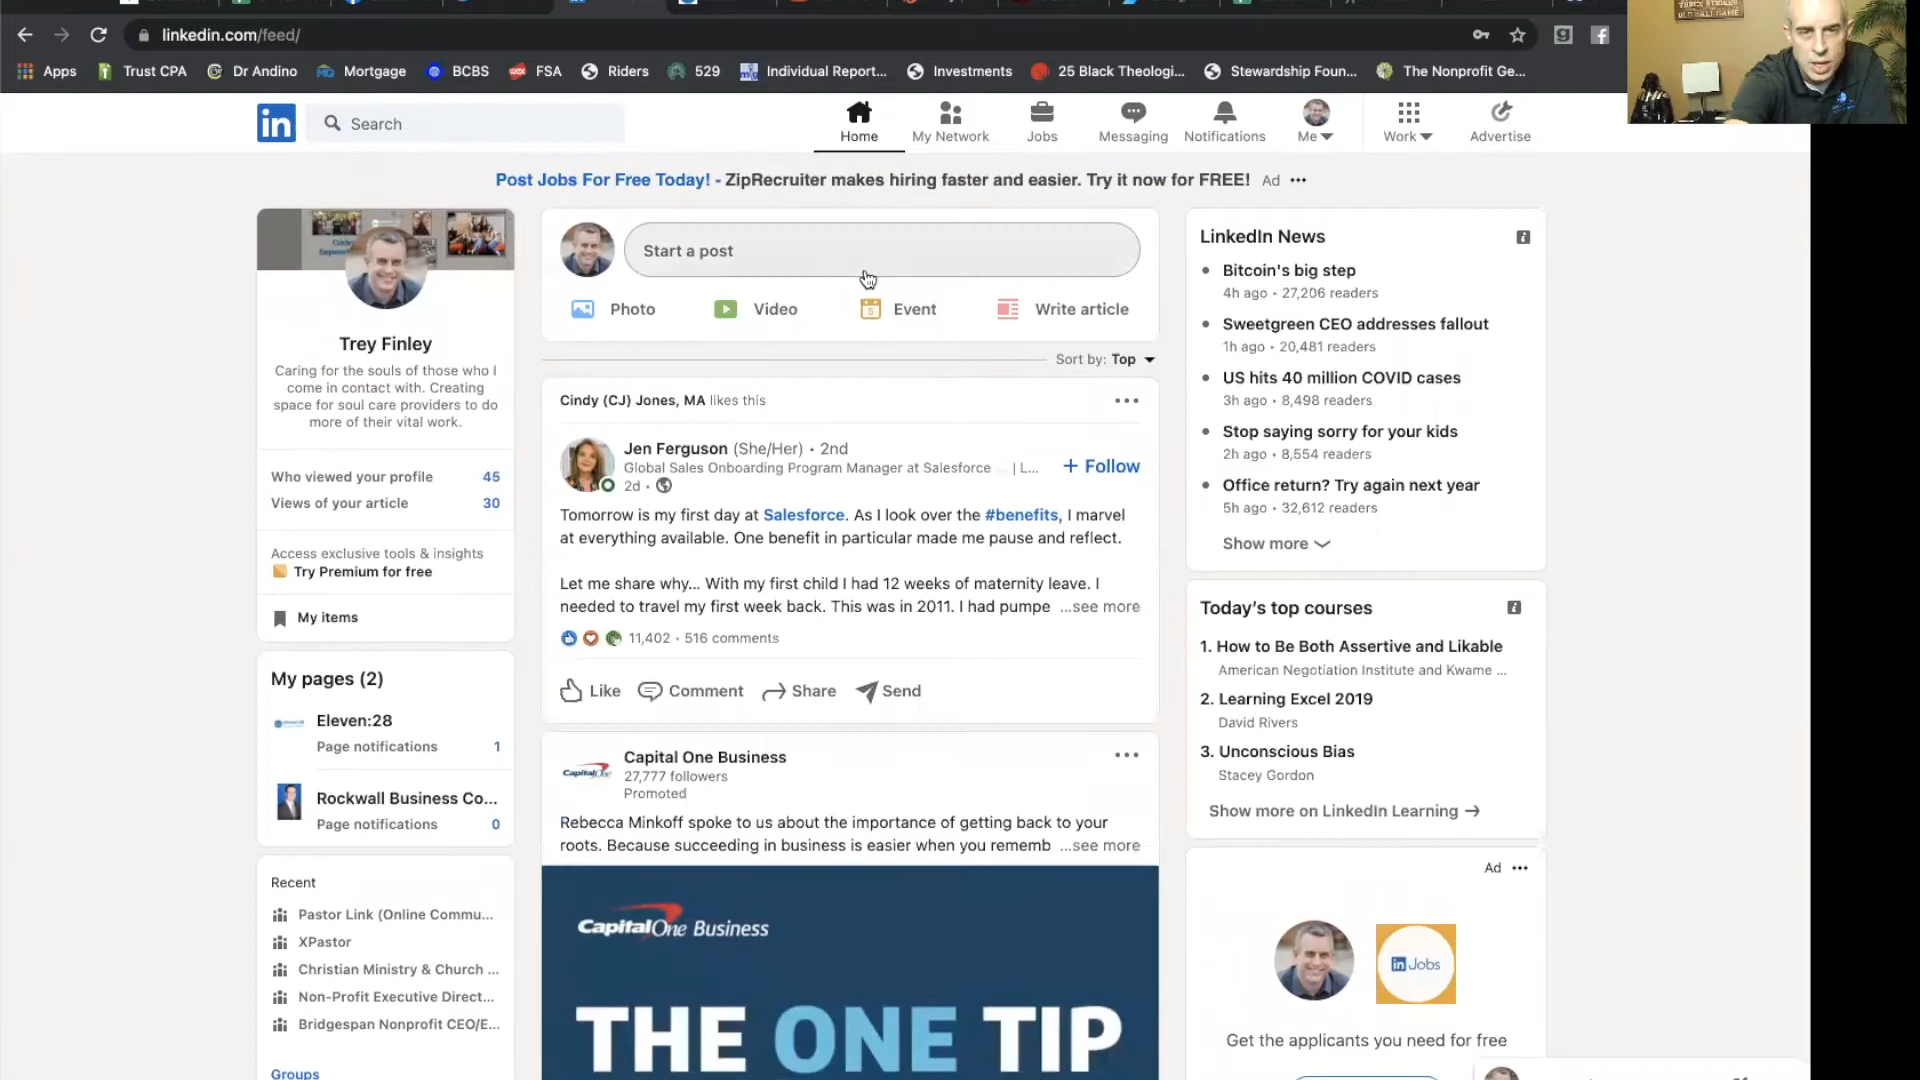 linkedin.com/feed/
Apps Trust CPA Dr Andino Mortgage BCBS FSA Riders 529 Individual Report... Investments 25 Black Theologi... Stewardship Foun... The Nonprofit Ge...
in Search
Home My Network Jobs Messaging Notifications Me Work Advertise
Post Jobs For Free Today! - ZipRecruiter makes hiring faster and easier. Try it now for FREE! Ad
Trey Finley
Caring for the souls of those who I
come in contact with. Creating
space for soul care providers to do
more of their vital work.
Who viewed your profile 45
Views of your article 30
Access exclusive tools & insights
Try Premium for free
My items
My pages (2)
Eleven:28
Page notifications 1
Rockwall Business Co...
Page notifications 0
Recent
Pastor Link (Online Commu...
XPastor
Christian Ministry & Church ...
Non-Profit Executive Direct...
Bridgespan Nonprofit CEO/E...
Groups
Start a post
Photo Video Event Write article
Sort by: Top
Cindy (CJ) Jones, MA likes this
Jen Ferguson (She/Her) • 2nd
Global Sales Onboarding Program Manager at Salesforce | L...
+ Follow
2d •
Tomorrow is my first day at Salesforce. As I look over the #benefits, I marvel
at everything available. One benefit in particular made me pause and reflect.
Let me share why... With my first child I had 12 weeks of maternity leave. I
needed to travel my first week back. This was in 2011. I had pumpe ...see more
11,402 • 516 comments
Like Comment Share Send
Capital One Business
27,777 followers
Promoted
Rebecca Minkoff spoke to us about the importance of getting back to your
roots. Because succeeding in business is easier when you rememb ...see more
Capital One Business
THE ONE TIP
LinkedIn News
Bitcoin's big step
4h ago • 27,206 readers
Sweetgreen CEO addresses fallout
1h ago • 20,481 readers
US hits 40 million COVID cases
3h ago • 8,498 readers
Stop saying sorry for your kids
2h ago • 8,554 readers
Office return? Try again next year
5h ago • 32,612 readers
Show more
Today's top courses
1. How to Be Both Assertive and Likable
American Negotiation Institute and Kwame ...
2. Learning Excel 2019
David Rivers
3. Unconscious Bias
Stacey Gordon
Show more on LinkedIn Learning →
Ad
in Jobs
Get the applicants you need for free